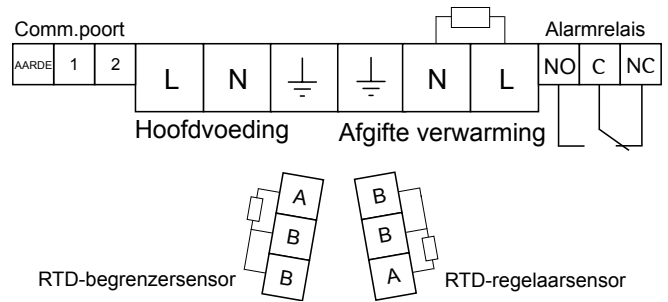 Comm.poort Alarmrelais
AARDE 1 2 L N N L NO C NC
Hoofdvoeding Afgifte verwarming
A B
B B
B A
RTD-begrenzersensor RTD-regelaarsensor